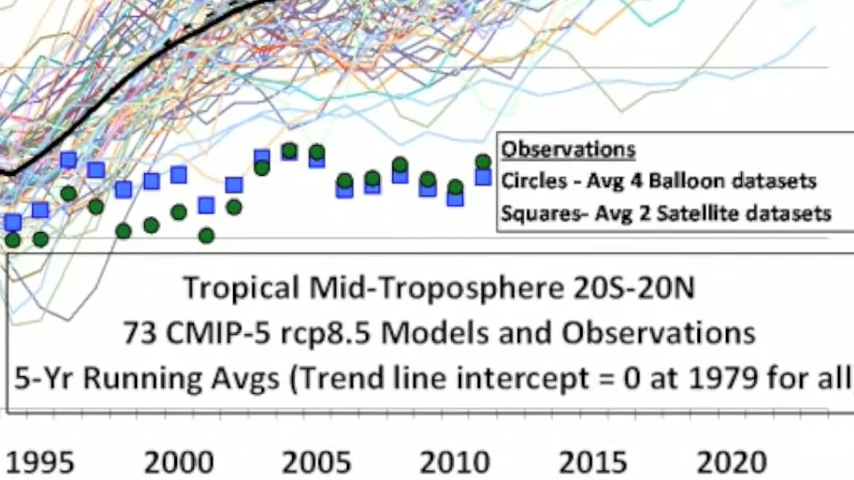 Observations
Circles - Avg 4 Balloon datasets
Squares- Avg 2 Satellite datasets
Tropical Mid-Troposphere 20S-20N
73 CMIP-5 rcp8.5 Models and Observations
5-Yr Running Avgs (Trend line intercept = 0 at 1979 for all
1995 2000 2005 2010 2015 2020